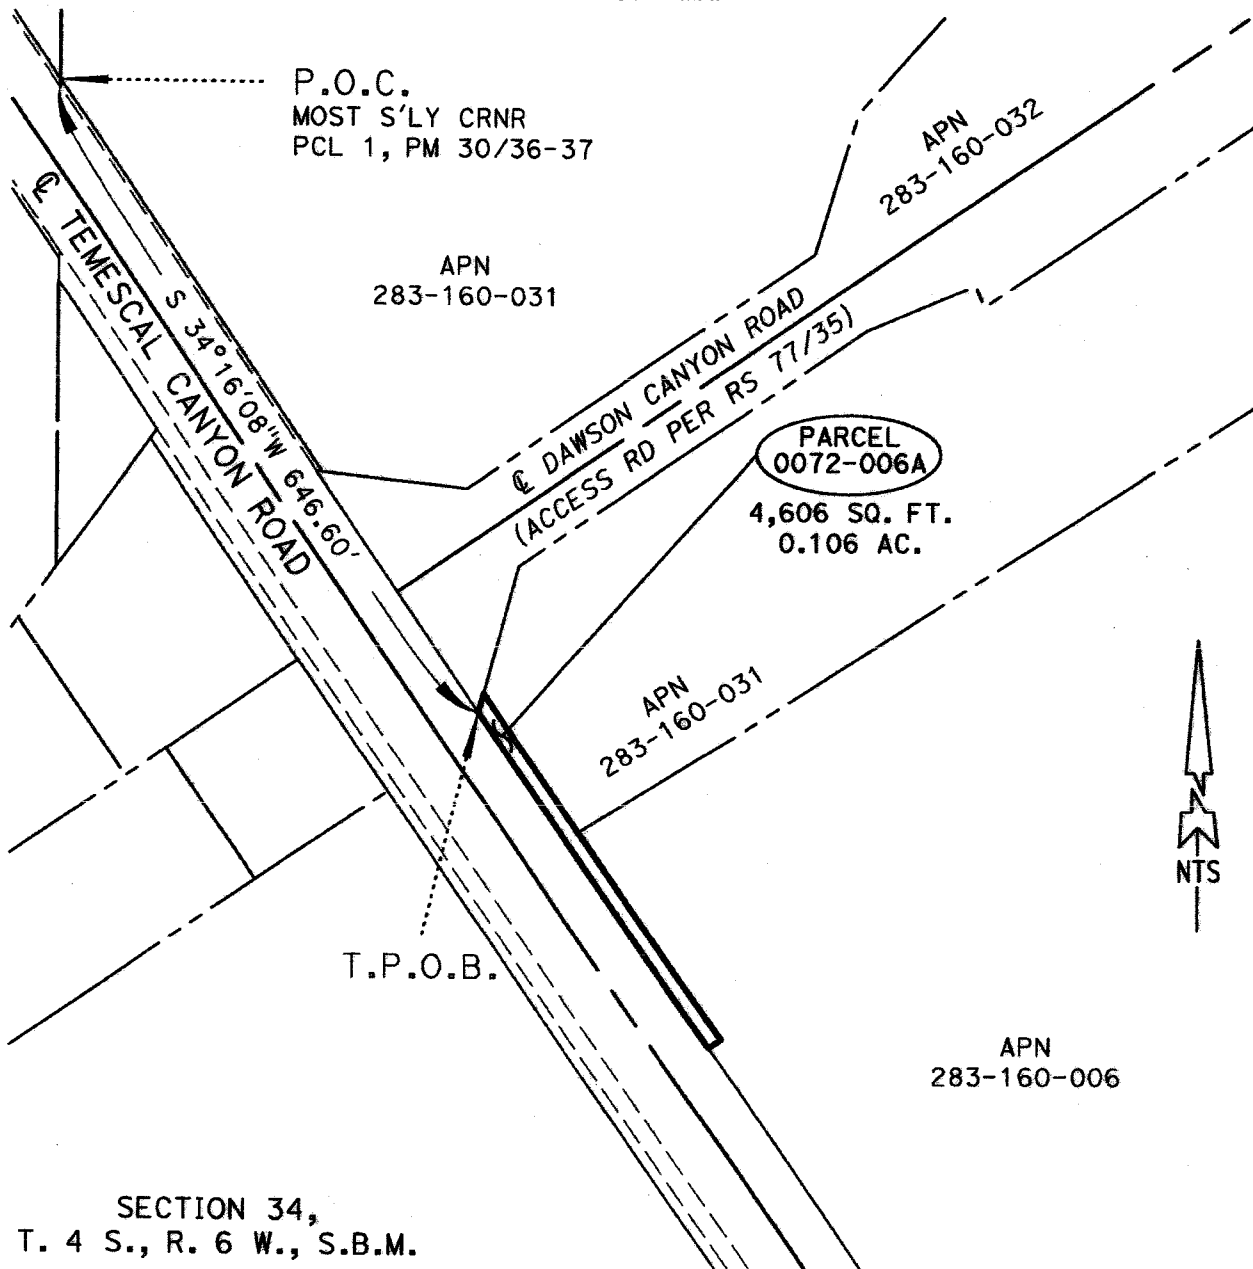 P.O.C.
MOST S'LY CRNR
PCL 1, PM 30/36-37
APN
283-160-032
℄ TEMESCAL CANYON ROAD
S 34°16'08"W 646.60'
APN
283-160-031
℄ DAWSON CANYON ROAD
(ACCESS RD PER RS 77/35)
PARCEL
0072-006A
4,606 SQ. FT.
0.106 AC.
APN
283-160-031
NTS
T.P.O.B.
APN
283-160-006
SECTION 34,
T. 4 S., R. 6 W., S.B.M.